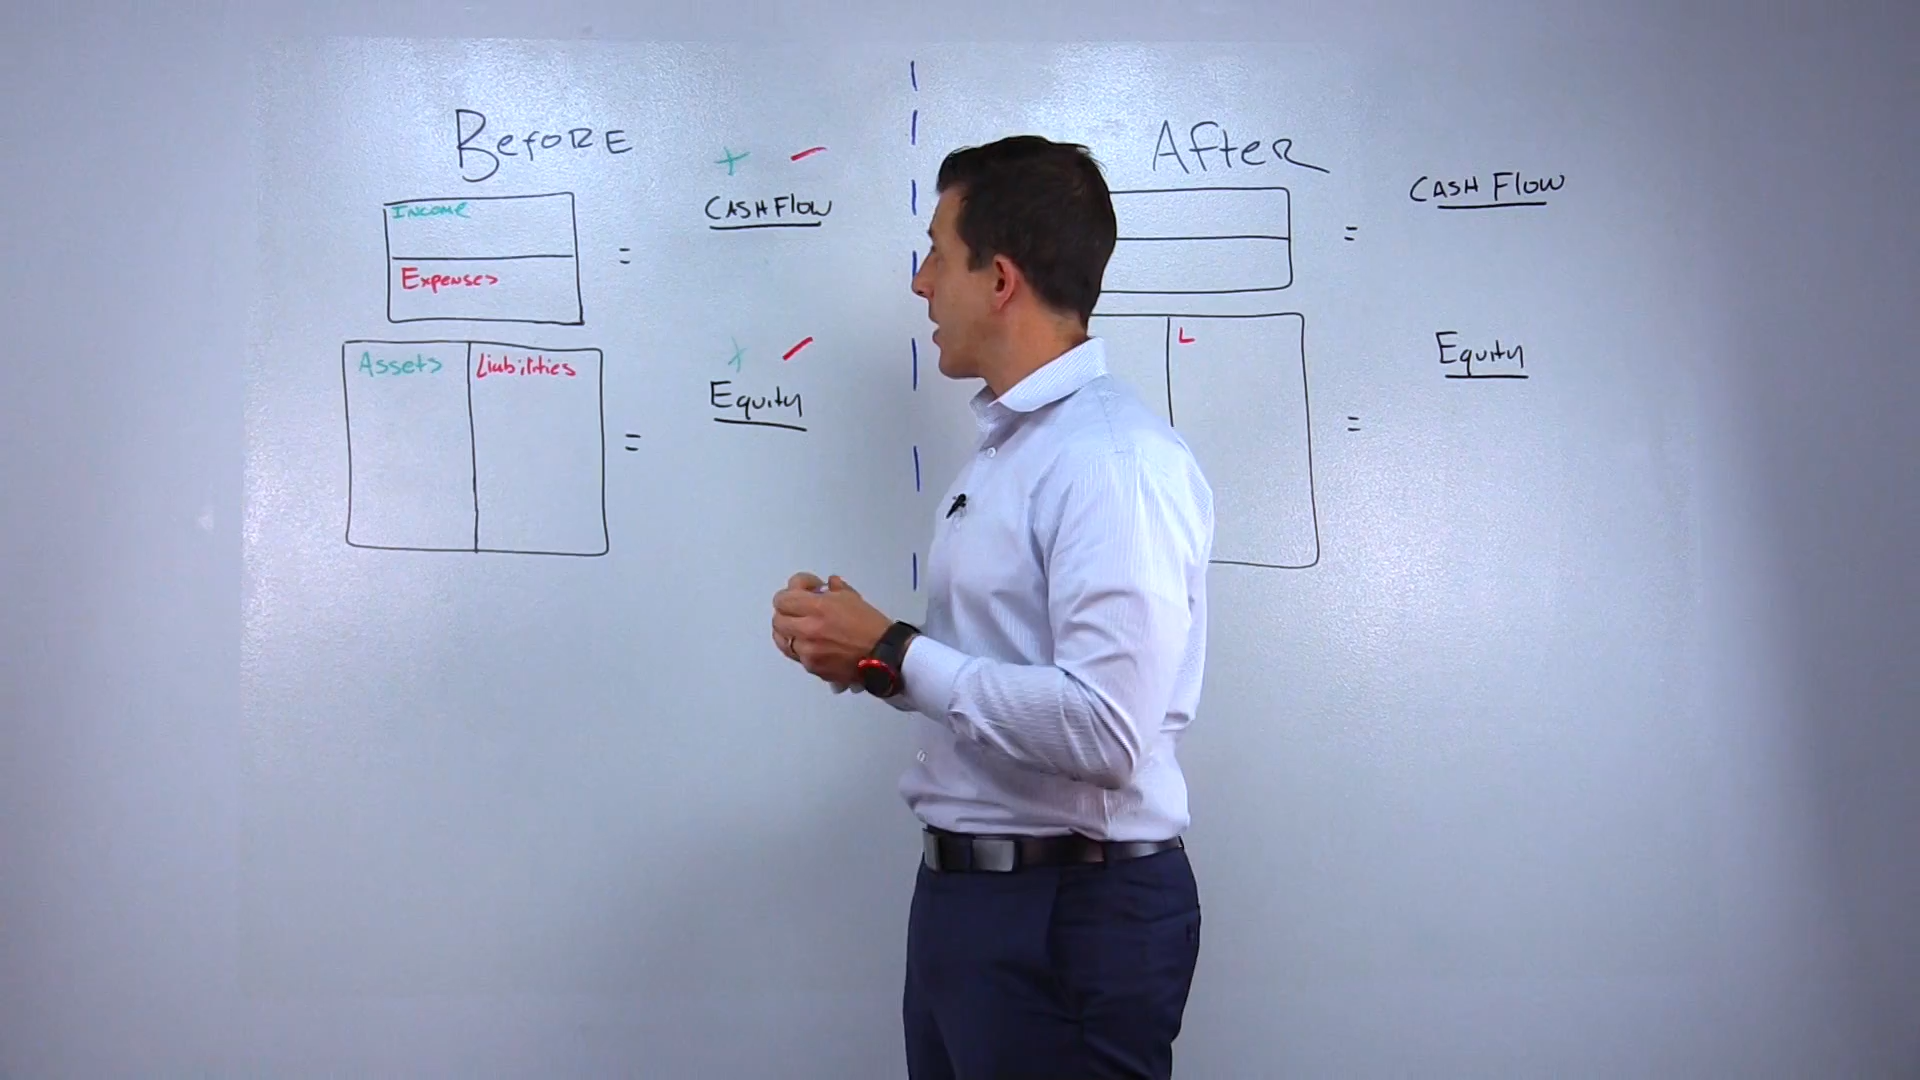 Before
+ -
Cash Flow
Income
=
Expenses
Assets Liabilities
+ -
Equity
=
After
Cash Flow
=
L
Equity
=